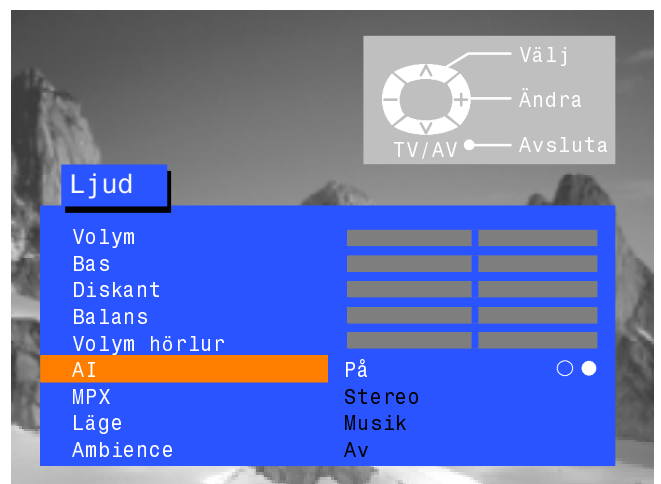 Välj
Ändra
TV/AV Avsluta
Ljud
Volym
Bas
Diskant
Balans
Volym hörlur
AI På
MPX Stereo
Läge Musik
Ambience Av